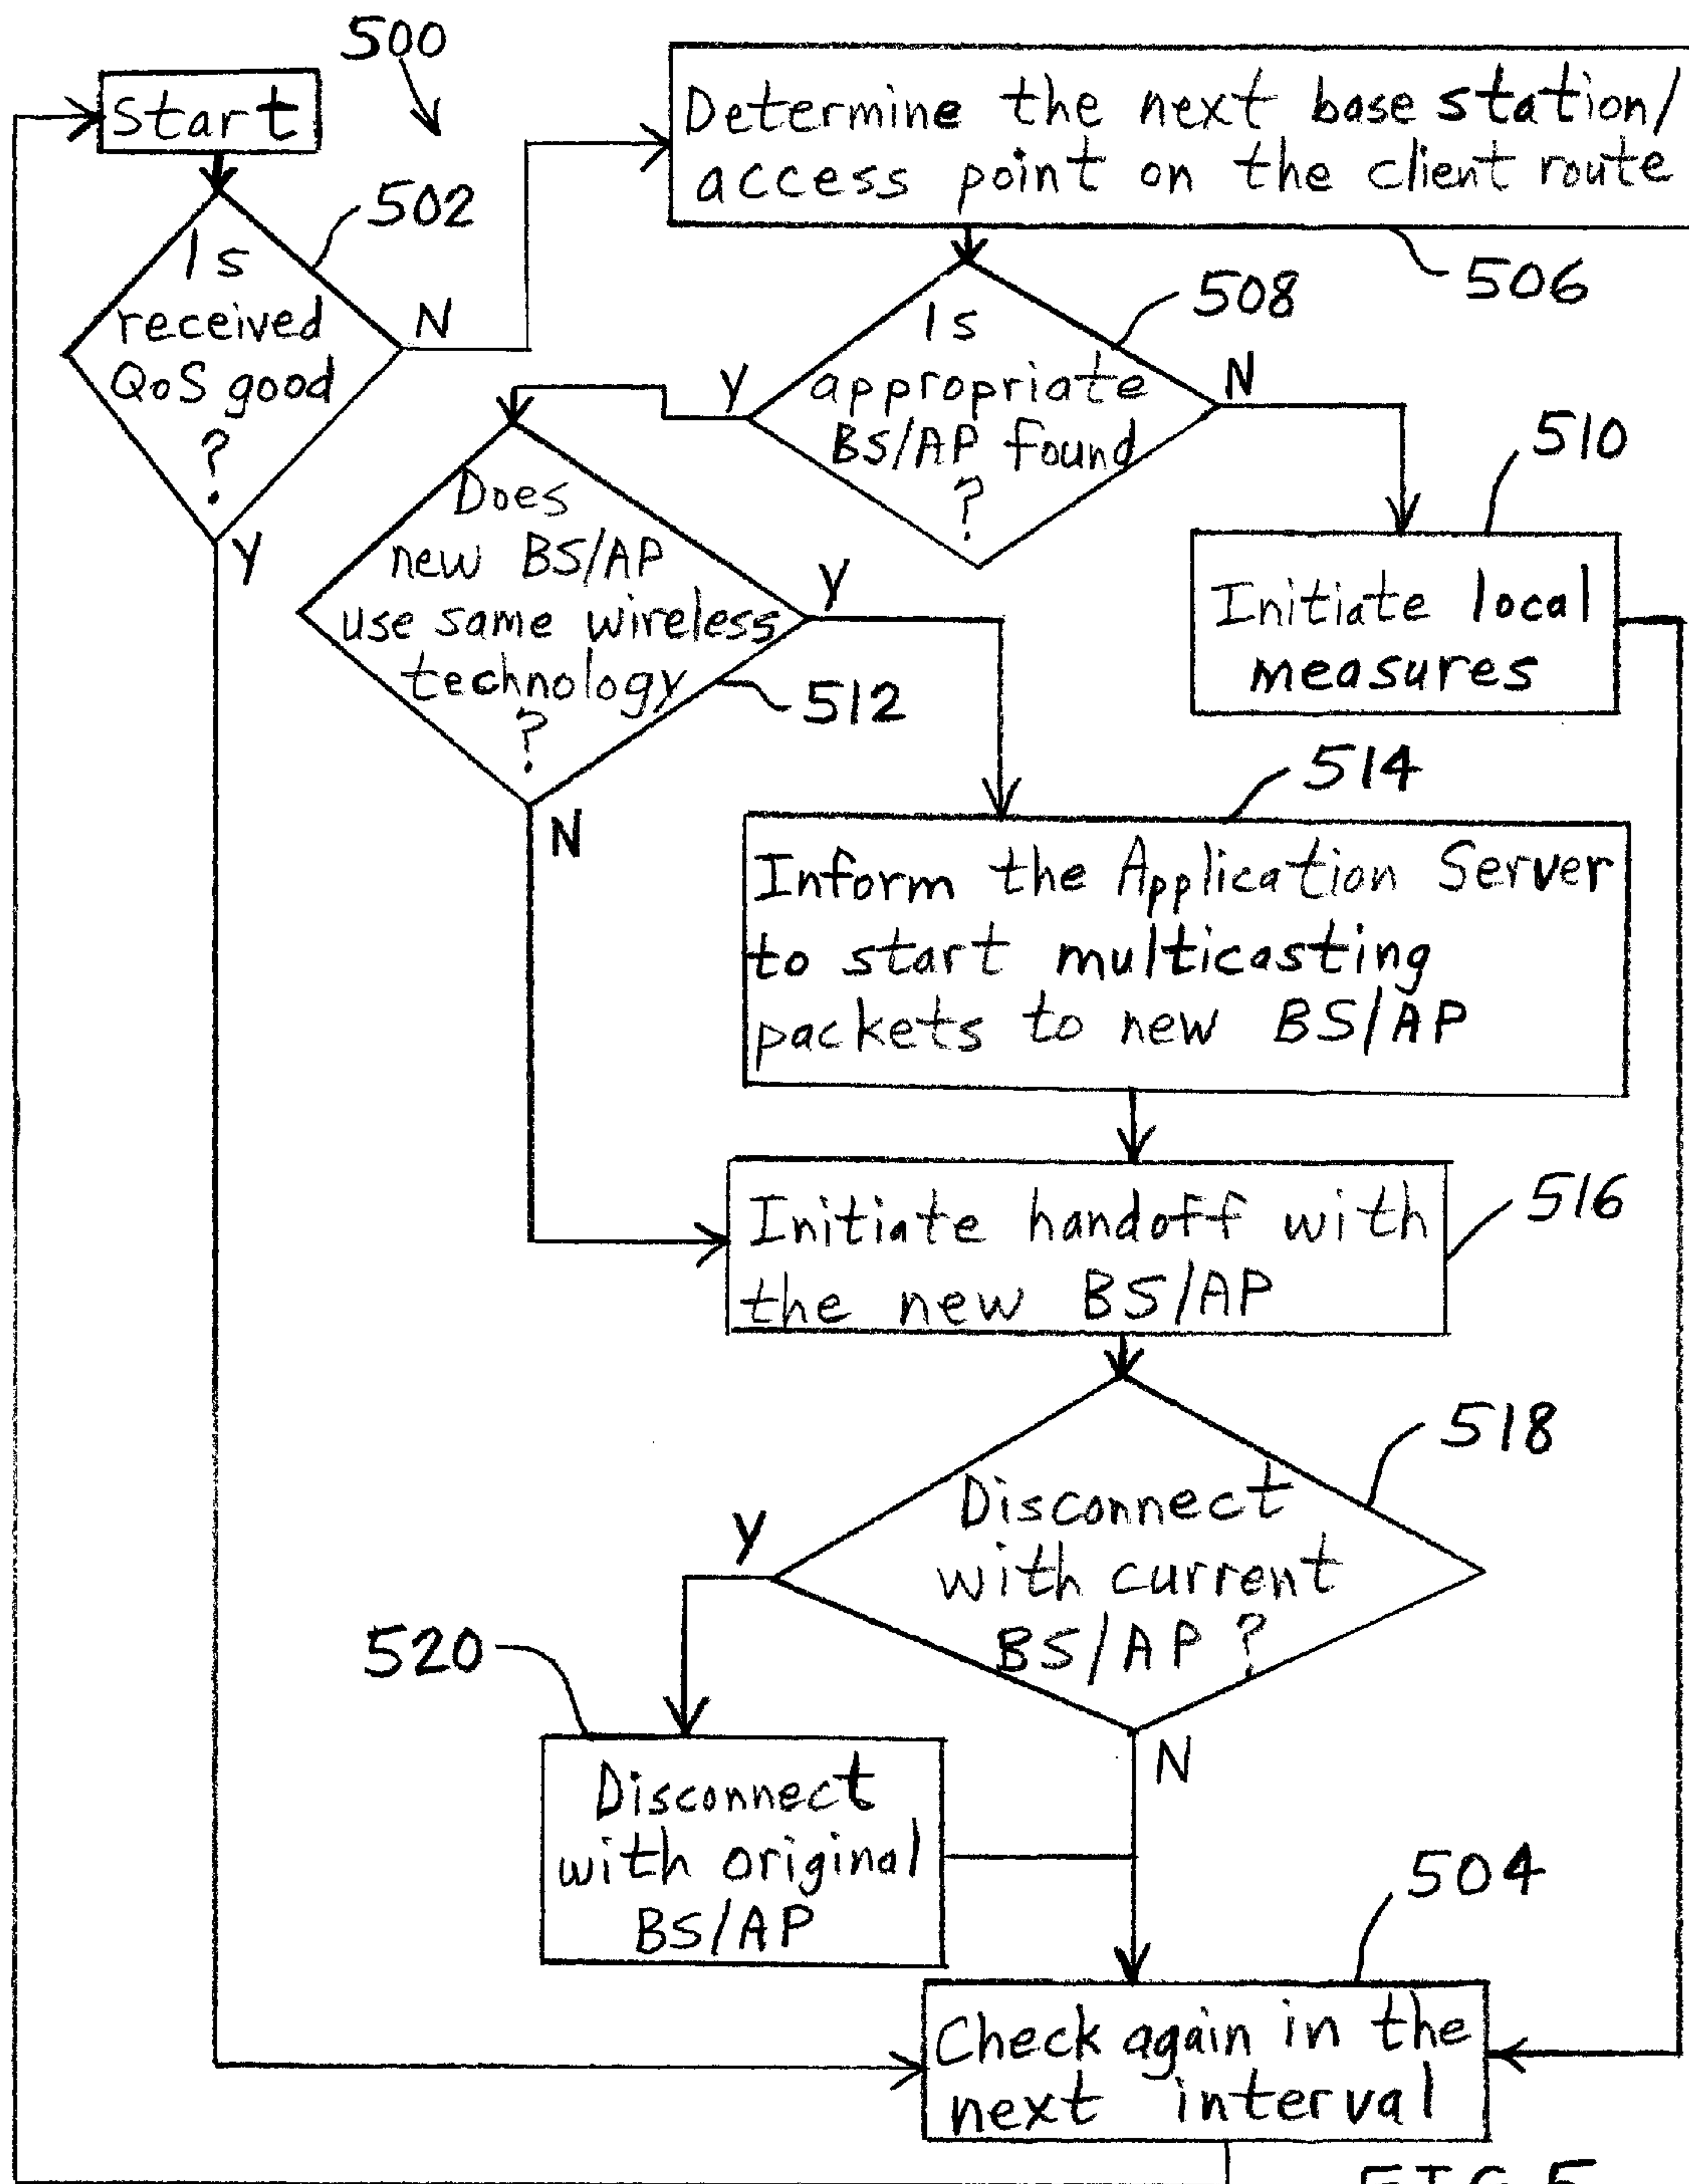 500
Start
Determine the next base station/
access point on the client route
506
502
Is
received
QoS good
?
N
Y
508
Is
appropriate
BS/AP found
?
Y
N
510
Initiate local
measures
Does
new BS/AP
use same wireless
technology
?
Y
N
512
514
Inform the Application Server
to start multicasting
packets to new BS/AP
516
Initiate handoff with
the new BS/AP
518
Disconnect
with current
BS/AP ?
Y
N
520
Disconnect
with original
BS/AP
504
Check again in the
next interval
FIG 5